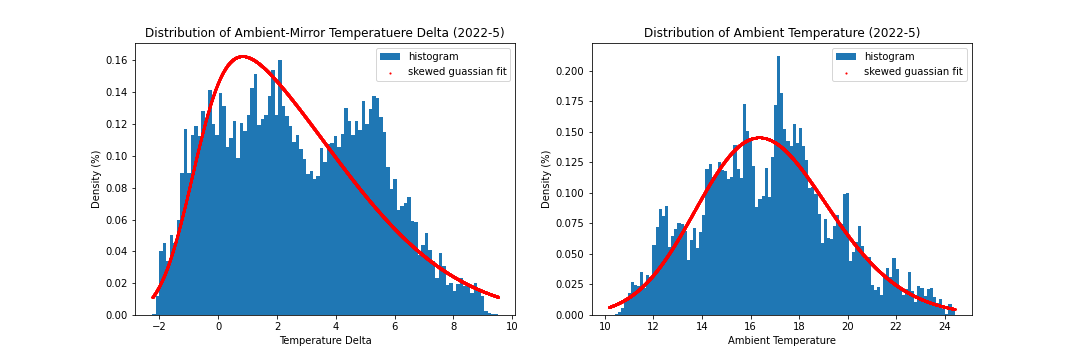 Distribution of Ambient-Mirror Temperatuere Delta (2022-5)
histogram
skewed guassian fit
0.16
0.14
0.12
0.10
0.08
0.06
0.04
0.02
0.00
Density (%)
−2 0 2 4 6 8 10
Temperature Delta
Distribution of Ambient Temperature (2022-5)
histogram
skewed guassian fit
0.200
0.175
0.150
0.125
0.100
0.075
0.050
0.025
0.000
Density (%)
10 12 14 16 18 20 22 24
Ambient Temperature